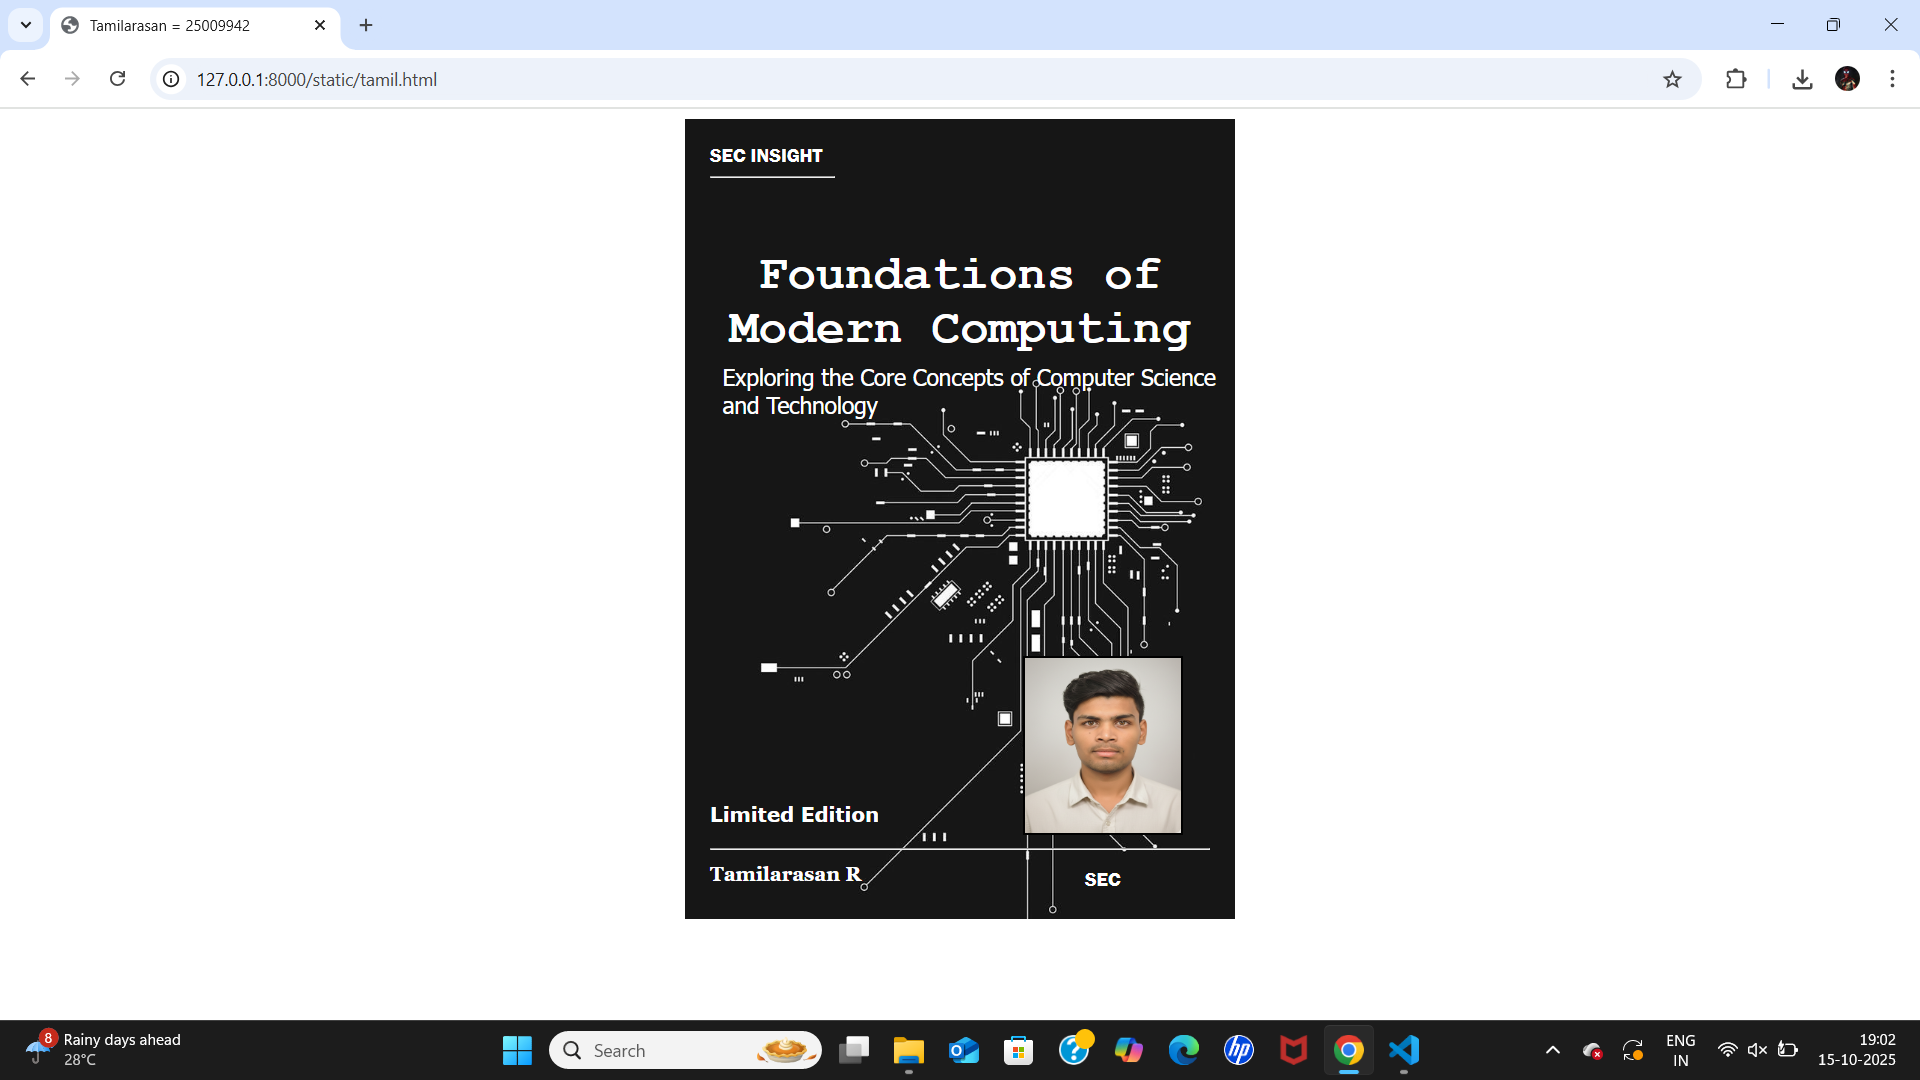 Tamilarasan = 25009942
127.0.0.1:8000/static/tamil.html
SEC INSIGHT
Foundations of
Modern Computing
Exploring the Core Concepts of Computer Science
and Technology
Limited Edition
Tamilarasan R
SEC
8
Rainy days ahead
28°C
Search
hp
ENG
IN
19:02
15-10-2025